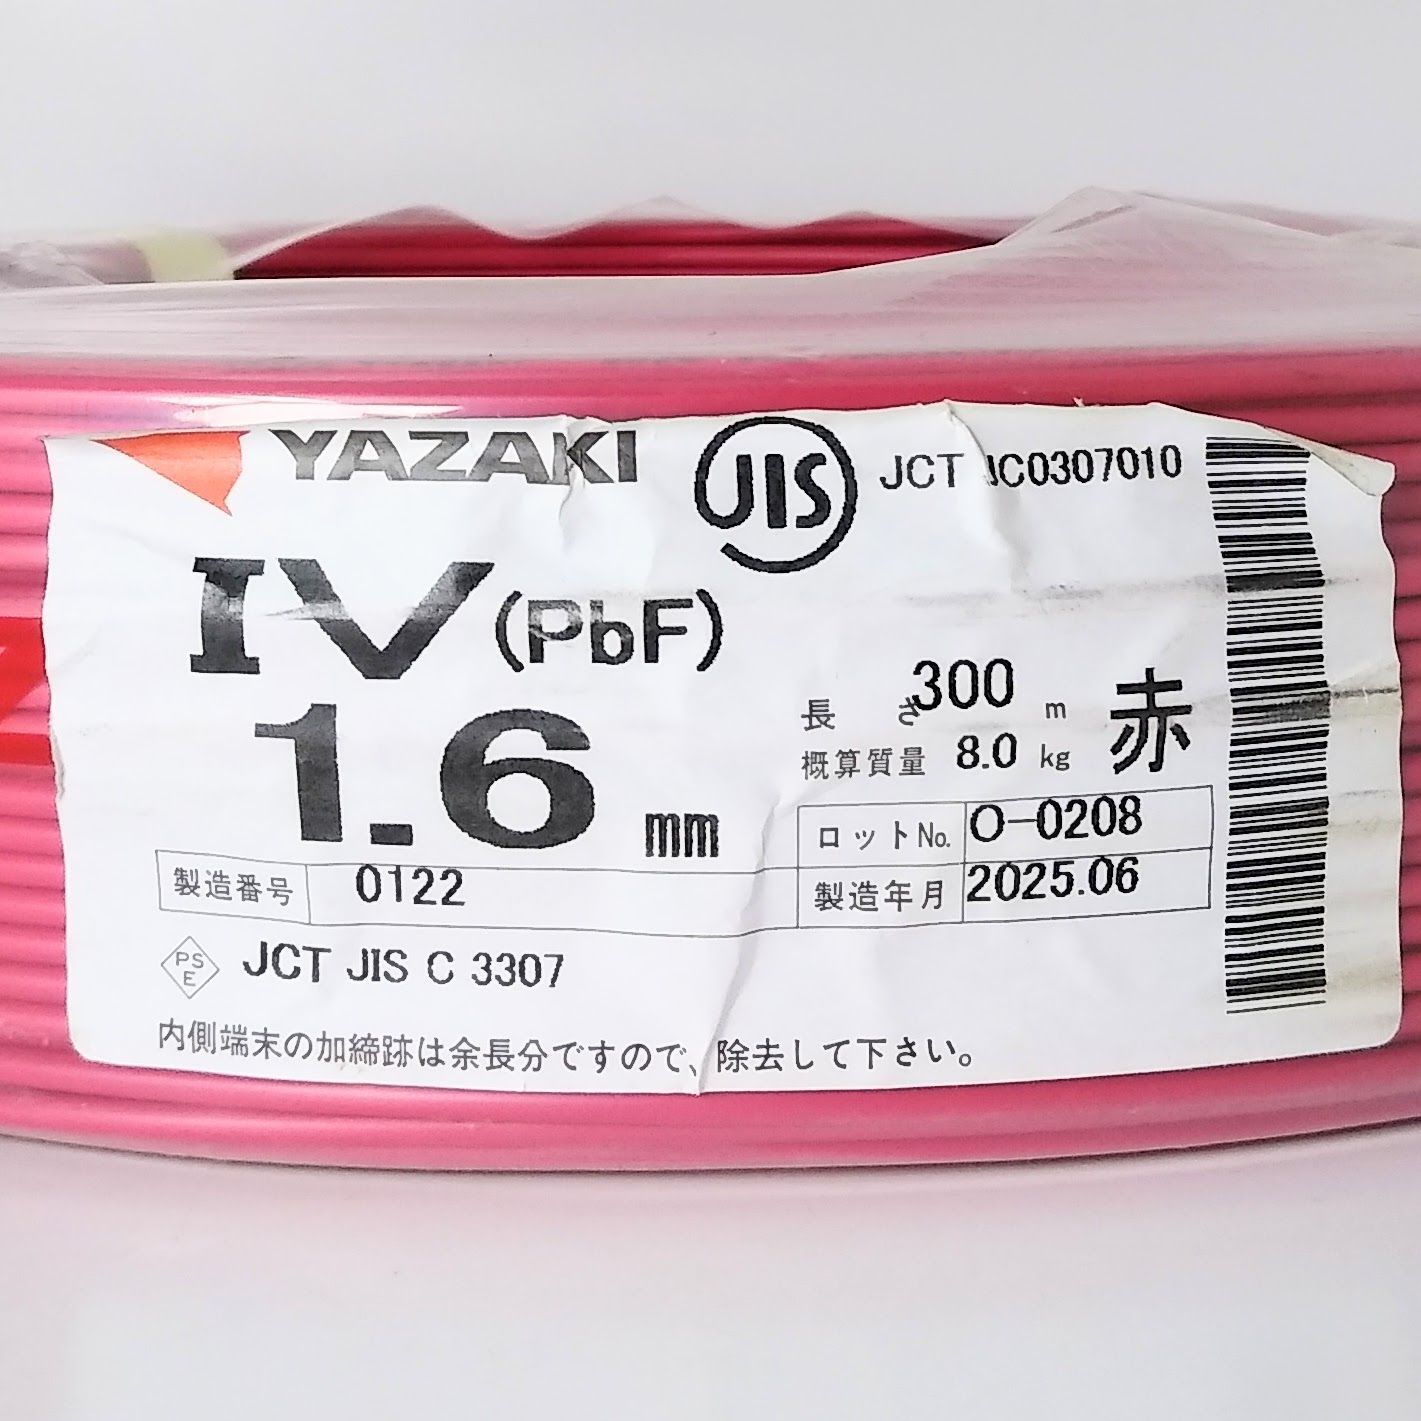 YAZAKI
JIS
JCT JC0307010
IV (PbF)
1.6 mm
長さ 300 m
概算質量 8.0 kg
赤
ロットNo. O-0208
製造番号 0122
製造年月 2025.06
PSE
JCT JIS C 3307
内側端末の加締跡は余長分ですので、除去して下さい。